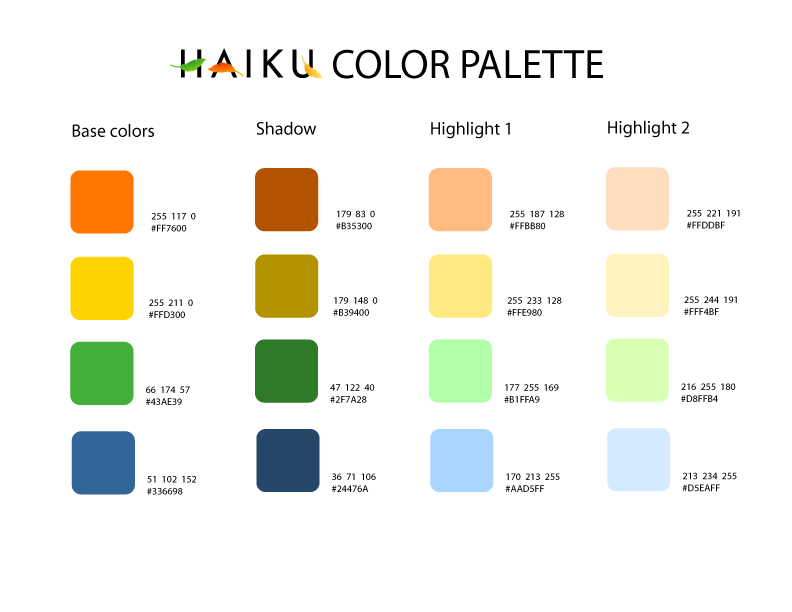 HAIKU COLOR PALETTE
Base colors
Shadow
Highlight 1
Highlight 2
255 117 0
#FF7600
179 83 0
#B35300
255 187 128
#FFBB80
255 221 191
#FFDDBF
255 211 0
#FFD300
179 148 0
#B39400
255 233 128
#FFE980
255 244 191
#FFF4BF
66 174 57
#43AE39
47 122 40
#2F7A28
177 255 169
#B1FFA9
216 255 180
#D8FFB4
51 102 152
#336698
36 71 106
#24476A
170 213 255
#AAD5FF
213 234 255
#D5EAFF